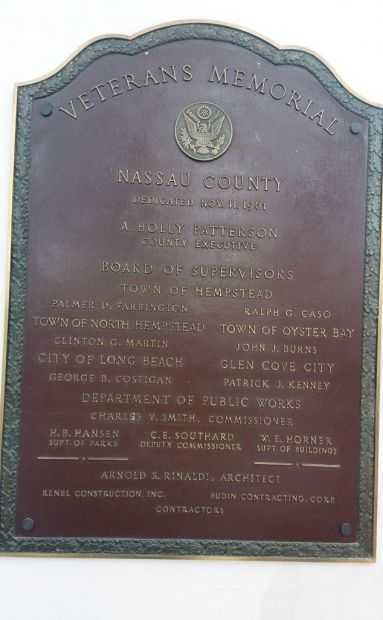 VETERANS MEMORIAL
NASSAU COUNTY
DEDICATED NOV. 11, 1961
A. HOLLY PATTERSON
COUNTY EXECUTIVE
BOARD OF SUPERVISORS
TOWN OF HEMPSTEAD
PALMER D. FARRINGTON RALPH G. CASO
TOWN OF NORTH HEMPSTEAD TOWN OF OYSTER BAY
CLINTON G. MARTIN JOHN J. BURNS
CITY OF LONG BEACH GLEN COVE CITY
GEORGE B. COSTIGAN PATRICK J. KENNEY
DEPARTMENT OF PUBLIC WORKS
CHARLES V. SMITH, COMMISSIONER
H. B. HANSEN C. E. SOUTHARD W. E. HORNER
SUPT. OF PARKS DEPUTY COMMISSIONER SUPT. OF BUILDINGS
ARNOLD S. RINALDI, ARCHITECT
RENEL CONSTRUCTION, INC. BUDIN CONTRACTING, CORP.
CONTRACTORS